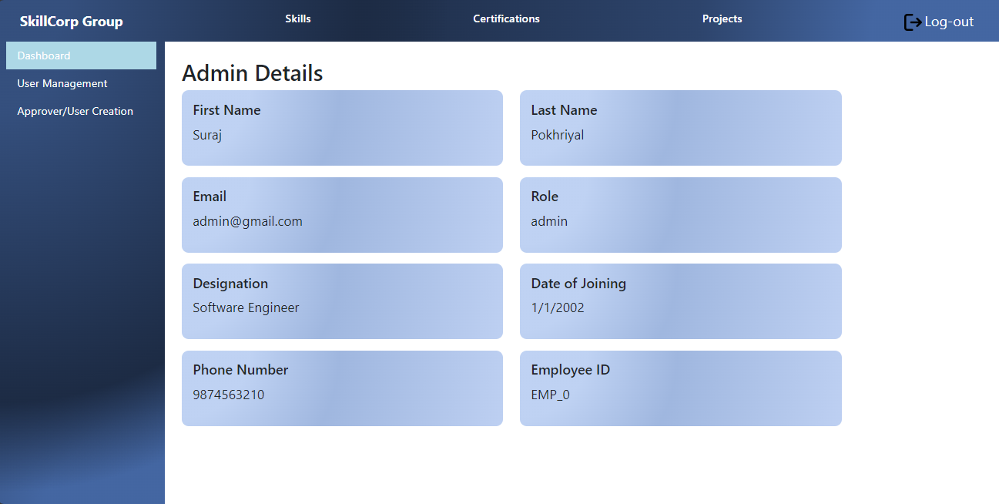 SkillCorp Group
Skills
Certifications
Projects
Log-out
Dashboard
User Management
Approver/User Creation
Admin Details
First Name
Suraj
Last Name
Pokhriyal
Email
admin@gmail.com
Role
admin
Designation
Software Engineer
Date of Joining
1/1/2002
Phone Number
9874563210
Employee ID
EMP_0